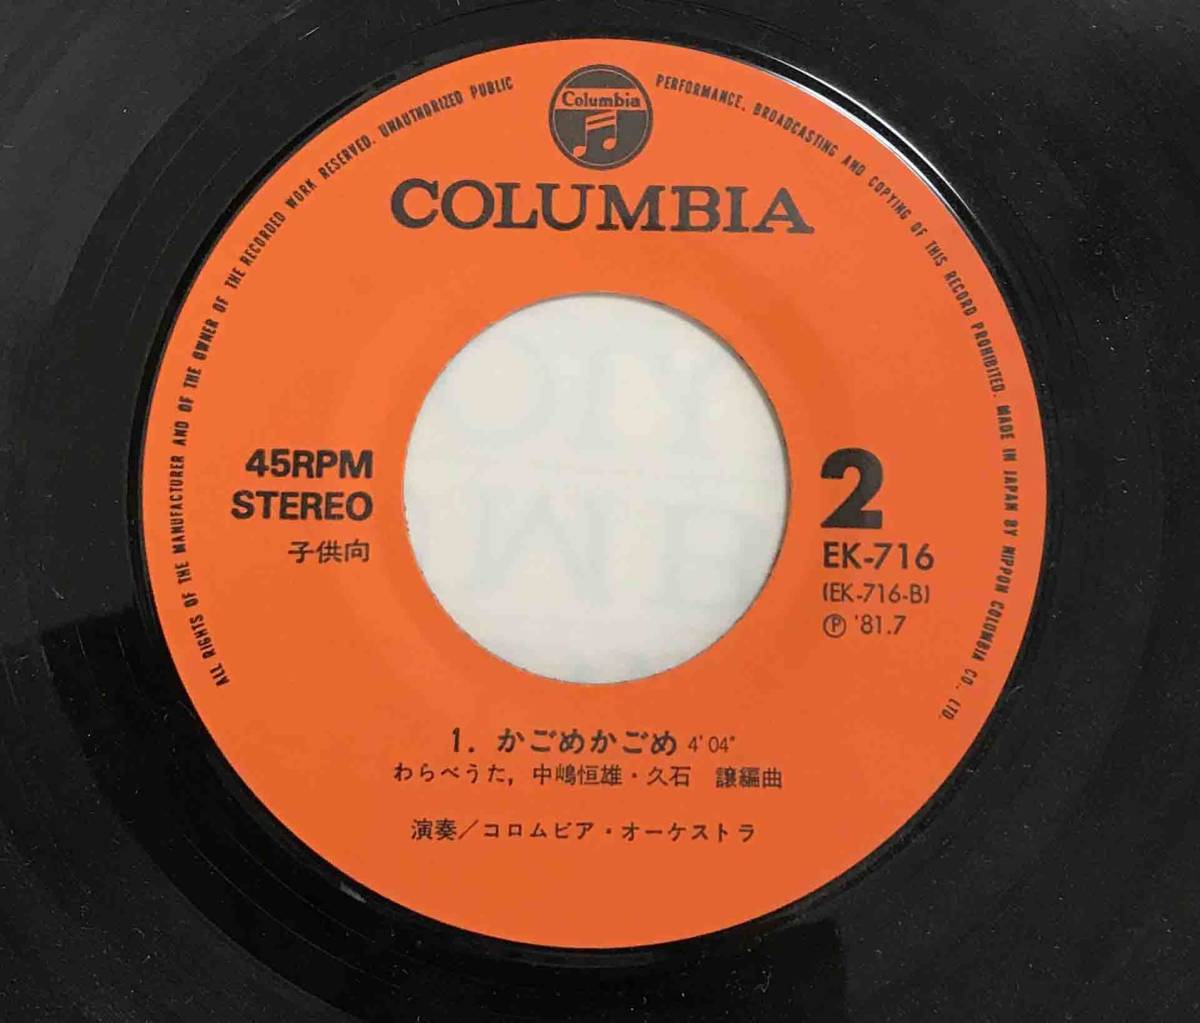 ALL RIGHTS OF THE MANUFACTURER AND OF THE OWNER OF THE RECORDED WORK RESERVED. UNAUTHORIZED PUBLIC PERFORMANCE, BROADCASTING AND COPYING OF THIS RECORD PROHIBITED. MADE IN JAPAN BY NIPPON COLUMBIA CO., LTD.
Columbia
COLUMBIA
45RPM
STEREO
子供向
2
EK-716
(EK-716-B)
Ⓟ '81.7
1. かごめかごめ 4'04"
わらべうた, 中嶋恒雄・久石 譲編曲
演奏/コロムビア・オーケストラ